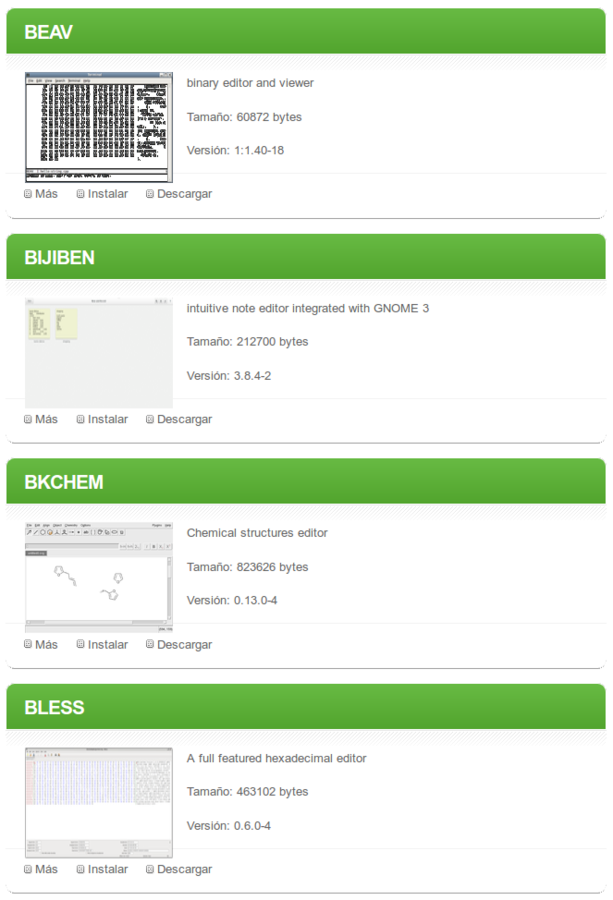 BEAV
binary editor and viewer
Tamaño: 60872 bytes
Versión: 1:1.40-18
Más Instalar Descargar
BIJIBEN
intuitive note editor integrated with GNOME 3
Tamaño: 212700 bytes
Versión: 3.8.4-2
Más Instalar Descargar
BKCHEM
Chemical structures editor
Tamaño: 823626 bytes
Versión: 0.13.0-4
Más Instalar Descargar
BLESS
A full featured hexadecimal editor
Tamaño: 463102 bytes
Versión: 0.6.0-4
Más Instalar Descargar